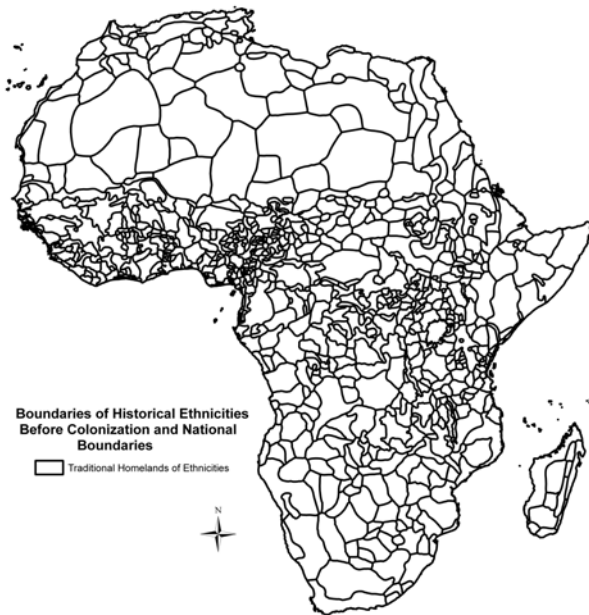 Boundaries of Historical Ethnicities
Before Colonization and National
Boundaries
Traditional Homelands of Ethnicities
N